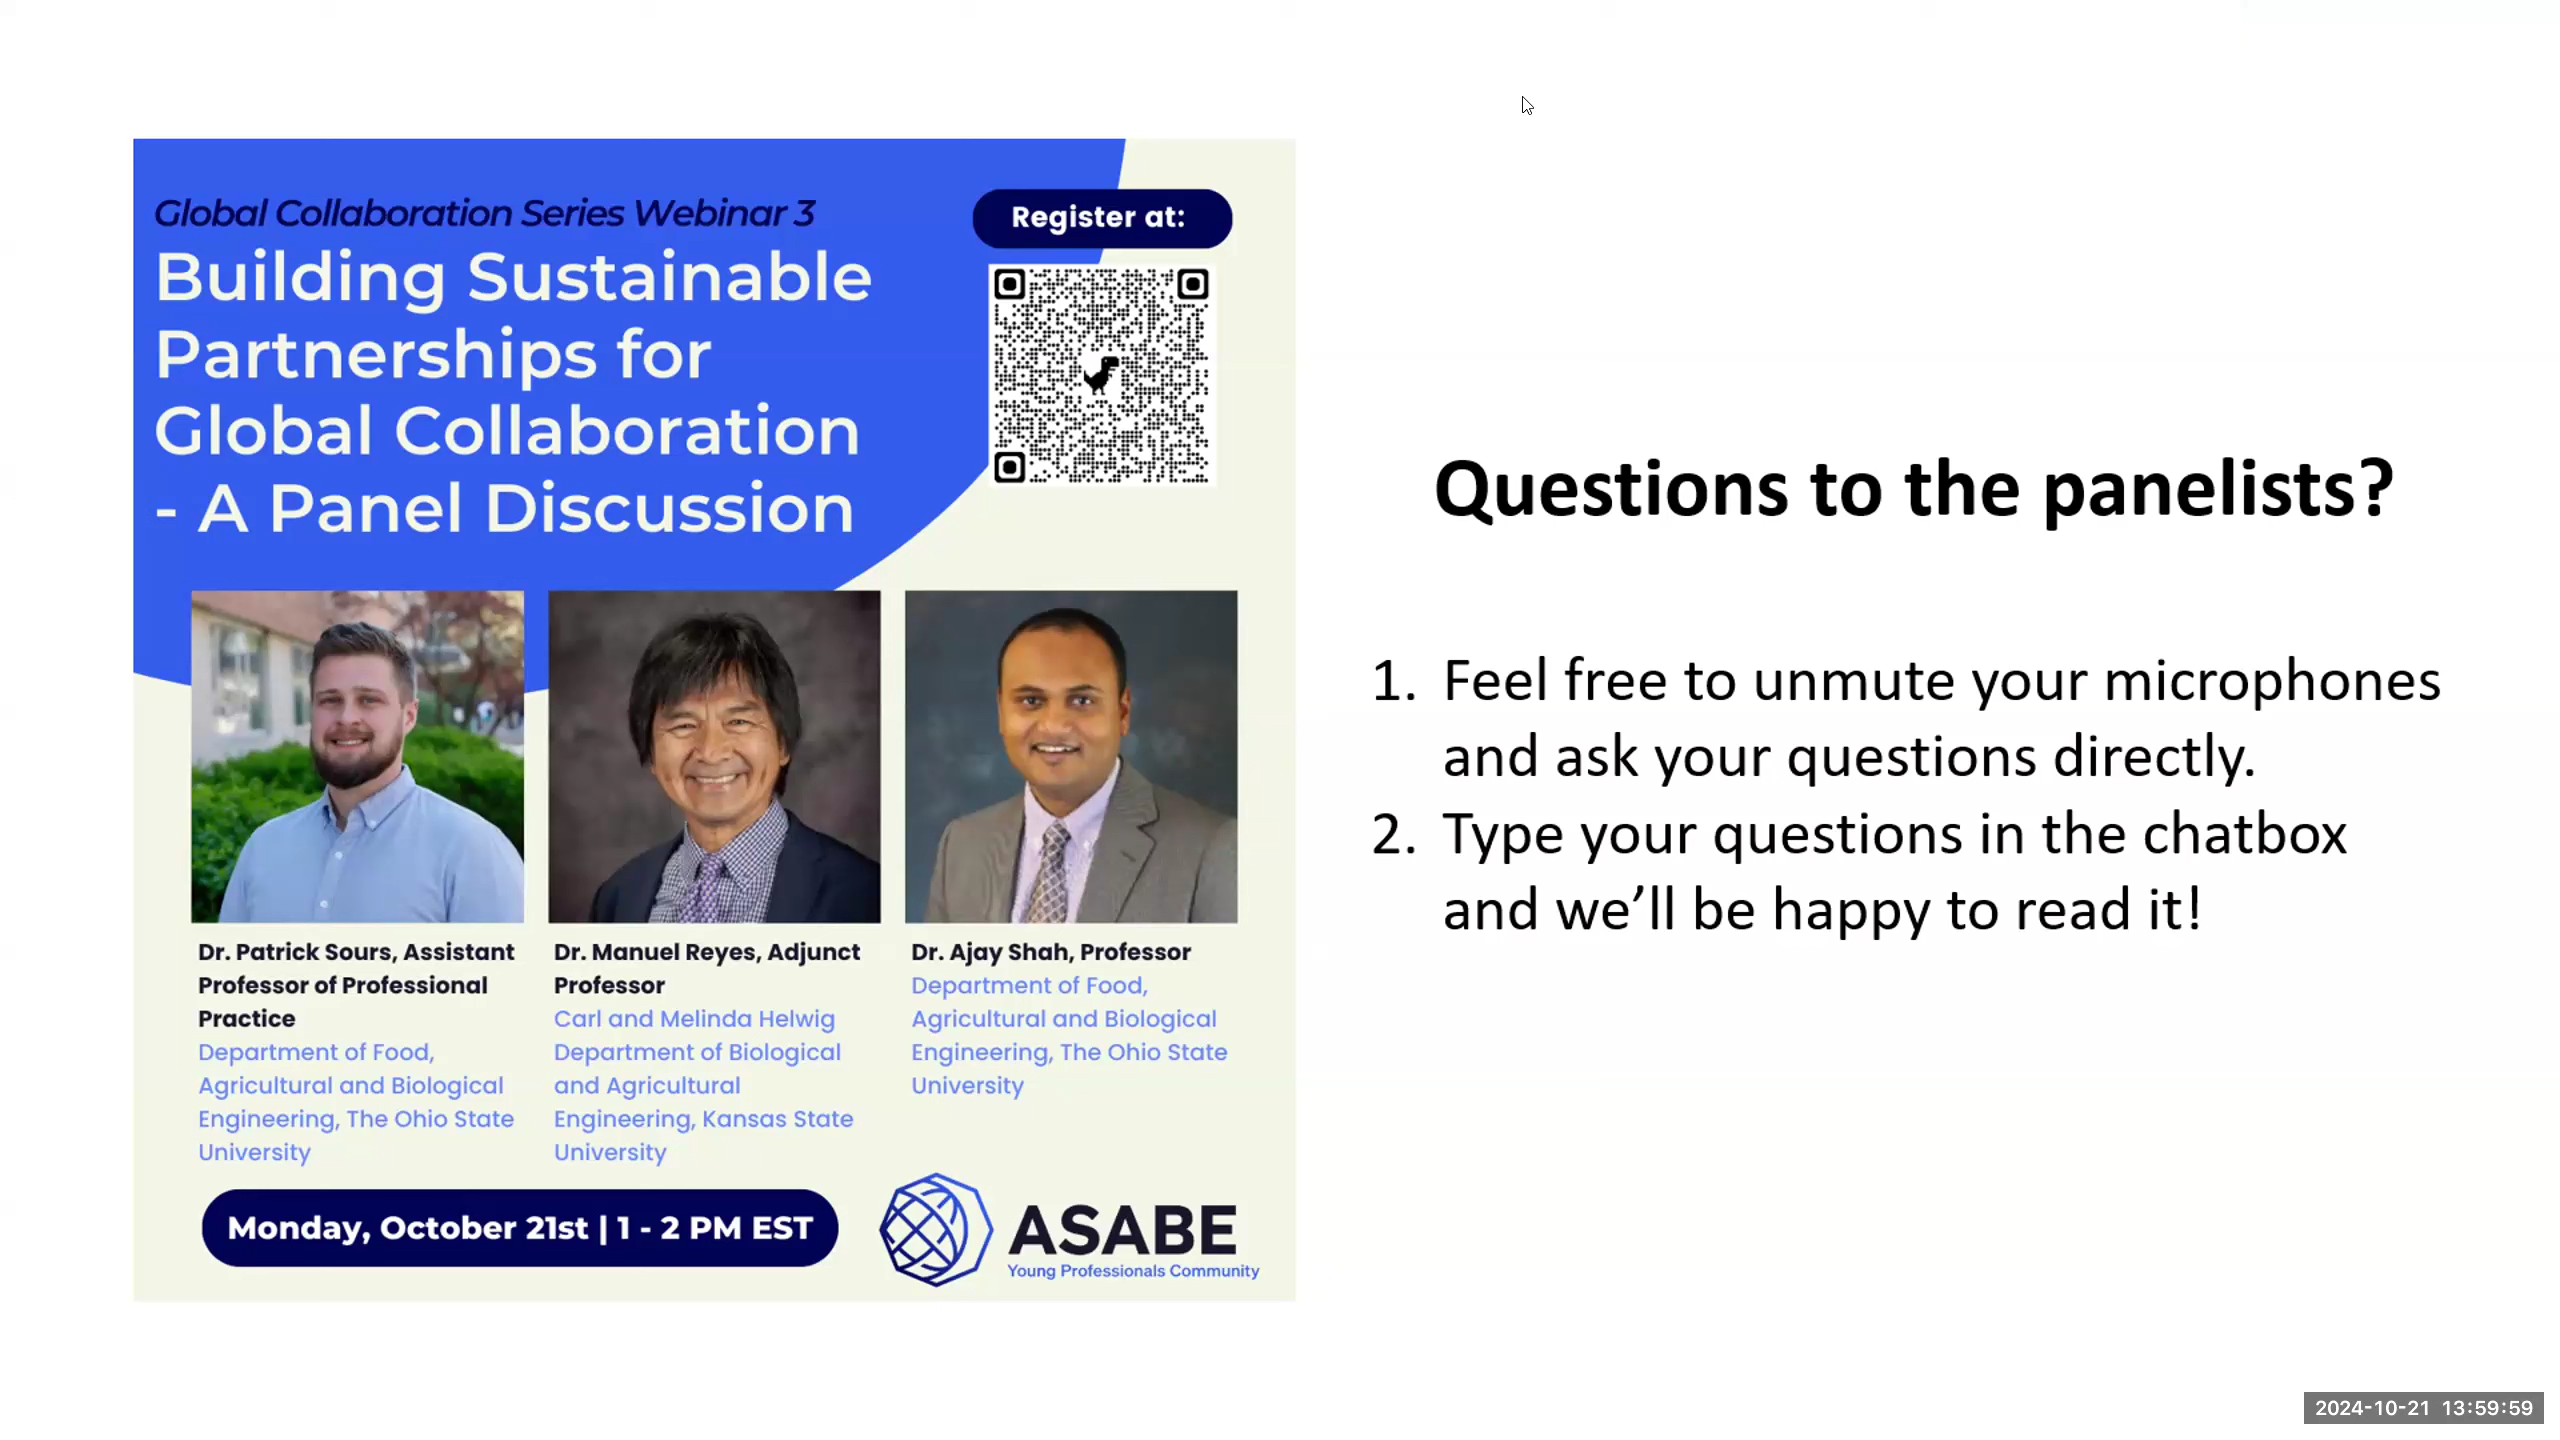 Global Collaboration Series Webinar 3
Building Sustainable
Partnerships for
Global Collaboration
- A Panel Discussion
Register at:
Dr. Patrick Sours, Assistant
Professor of Professional
Practice
Department of Food,
Agricultural and Biological
Engineering, The Ohio State
University
Dr. Manuel Reyes, Adjunct
Professor
Carl and Melinda Helwig
Department of Biological
and Agricultural
Engineering, Kansas State
University
Dr. Ajay Shah, Professor
Department of Food,
Agricultural and Biological
Engineering, The Ohio State
University
Monday, October 21st | 1 - 2 PM EST
ASABE
Young Professionals Community
Questions to the panelists?
1. Feel free to unmute your microphones
and ask your questions directly.
2. Type your questions in the chatbox
and we’ll be happy to read it!
2024-10-21 13:59:59